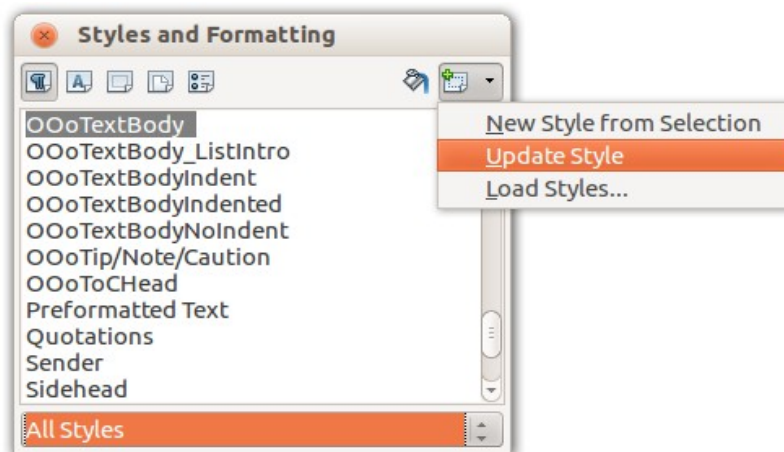 Styles and Formatting
OOoTextBody
OOoTextBody_ListIntro
OOoTextBodyIndent
OOoTextBodyIndented
OOoTextBodyNoIndent
OOoTip/Note/Caution
OOoToCHead
Preformatted Text
Quotations
Sender
Sidehead
All Styles
New Style from Selection
Update Style
Load Styles...